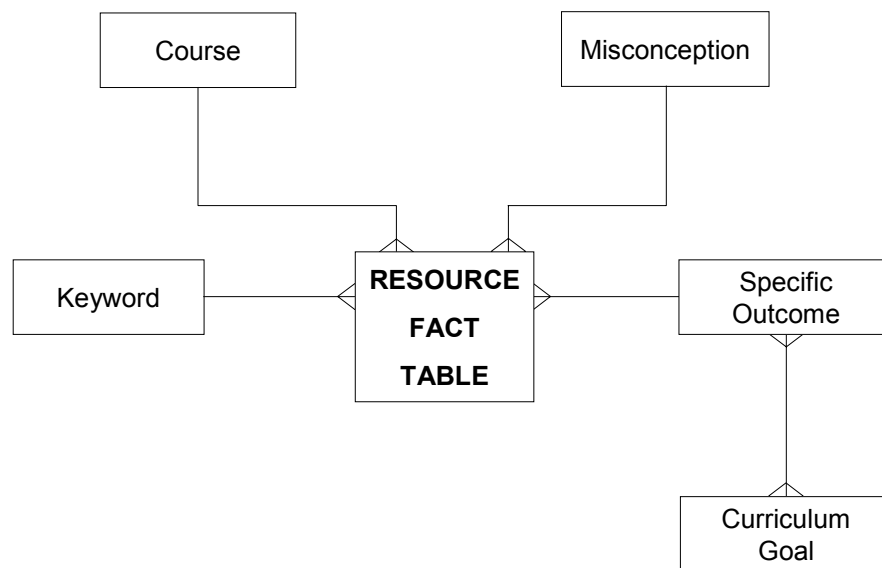 Course
Misconception
Keyword
RESOURCE
FACT
TABLE
Specific
Outcome
Curriculum
Goal